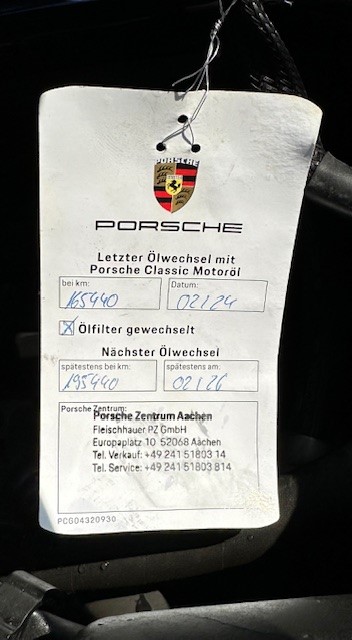 PORSCHE
PORSCHE
Letzter Ölwechsel mit
Porsche Classic Motoröl
bei km: Datum:
165440 02/24
X Ölfilter gewechselt
Nächster Ölwechsel
spätestens bei km: spätestens am:
195440 02/26
Porsche Zentrum:
Porsche Zentrum Aachen
Fleischhauer PZ GmbH
Europaplatz 10 52068 Aachen
Tel. Verkauf: +49 241 51803 14
Tel. Service: +49 241 51803 814
PCG04320930